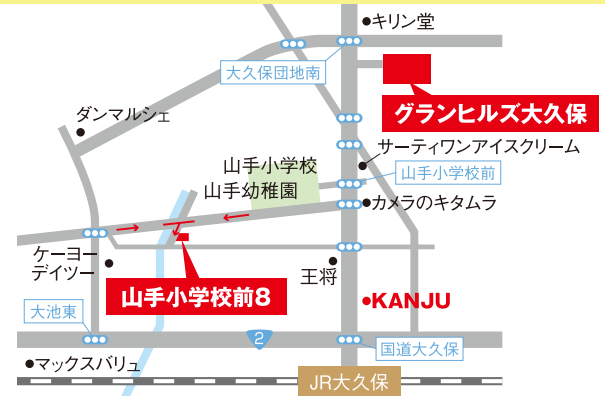 キリン堂
大久保団地南
グランヒルズ大久保
ダンマルシェ
サーティワンアイスクリーム
山手小学校
山手小学校前
山手幼稚園
カメラのキタムラ
ケーヨー
デイツー
王将
山手小学校前8
KANJU
大池東
2
国道大久保
マックスバリュ
JR大久保